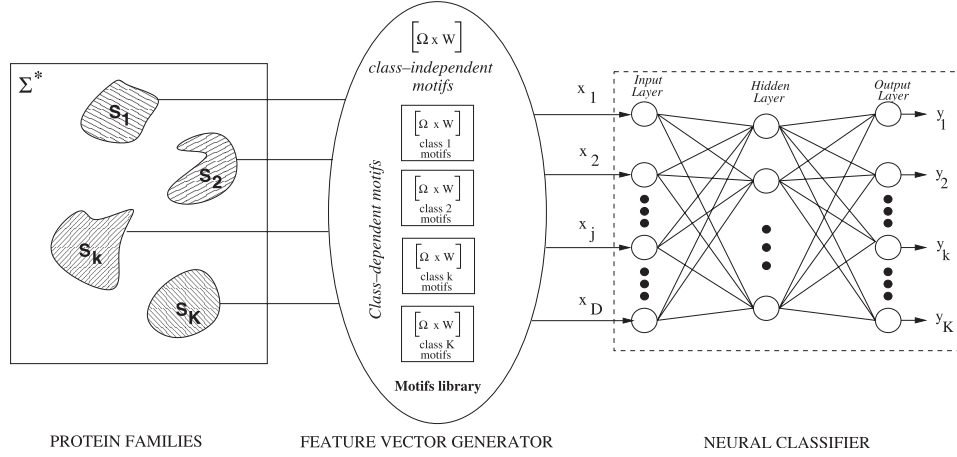 Σ*
S1
S2
Sk
SK
[Ω x W]
class–independent
motifs
Class–dependent motifs
[Ω x W]
class 1
motifs
[Ω x W]
class 2
motifs
[Ω x W]
class k
motifs
[Ω x W]
class K
motifs
Motifs library
x1
x2
xj
xD
Input
Layer
Hidden
Layer
Output
Layer
y1
y2
yk
yK
PROTEIN FAMILIES
FEATURE VECTOR GENERATOR
NEURAL CLASSIFIER